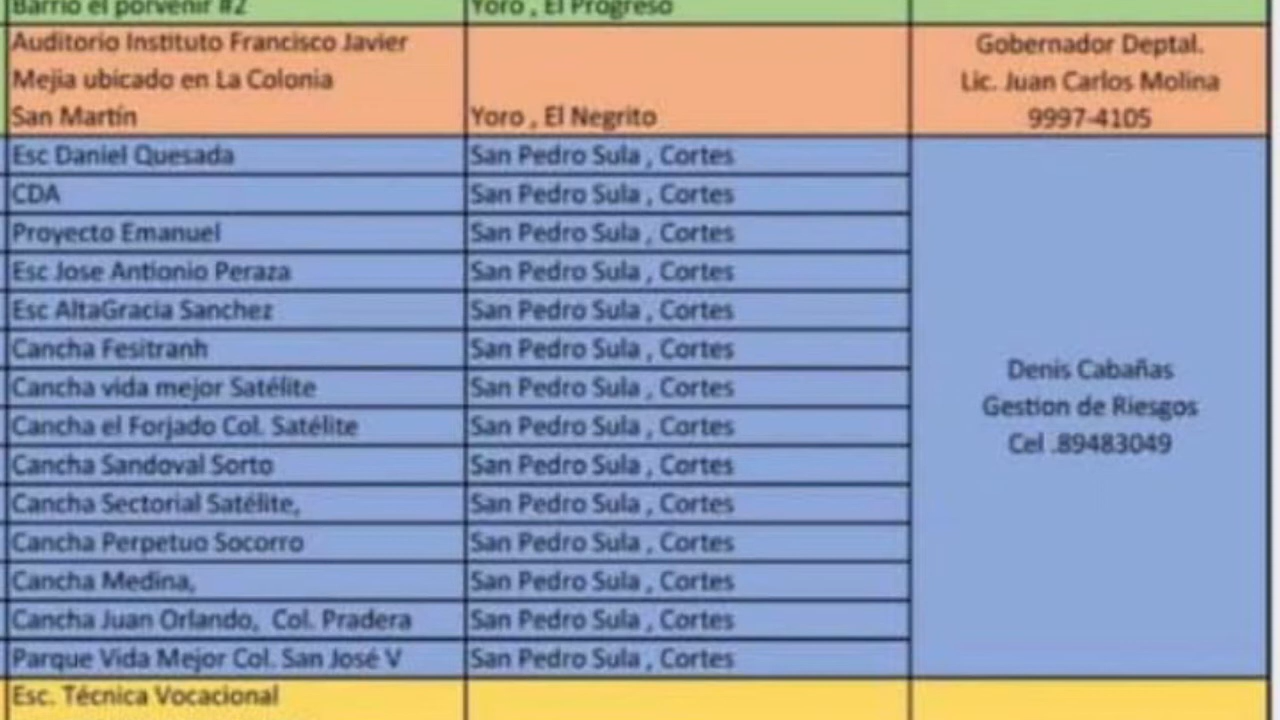 Barrio el porvenir #2
Yoro , El Progreso
Auditorio Instituto Francisco Javier
Mejia ubicado en La Colonia
San Martín
Yoro , El Negrito
Gobernador Deptal.
Lic. Juan Carlos Molina
9997-4105
Esc Daniel Quesada
San Pedro Sula , Cortes
CDA
San Pedro Sula , Cortes
Proyecto Emanuel
San Pedro Sula , Cortes
Esc Jose Antionio Peraza
San Pedro Sula , Cortes
Esc AltaGracia Sanchez
San Pedro Sula , Cortes
Cancha Fesitranh
San Pedro Sula , Cortes
Cancha vida mejor Satélite
San Pedro Sula , Cortes
Cancha el Forjado Col. Satélite
San Pedro Sula , Cortes
Cancha Sandoval Sorto
San Pedro Sula , Cortes
Cancha Sectorial Satélite,
San Pedro Sula , Cortes
Cancha Perpetuo Socorro
San Pedro Sula , Cortes
Cancha Medina,
San Pedro Sula , Cortes
Cancha Juan Orlando,  Col. Pradera
San Pedro Sula , Cortes
Parque Vida Mejor Col. San José V
San Pedro Sula , Cortes
Denis Cabañas
Gestion de Riesgos
Cel .89483049
Esc. Técnica Vocacional